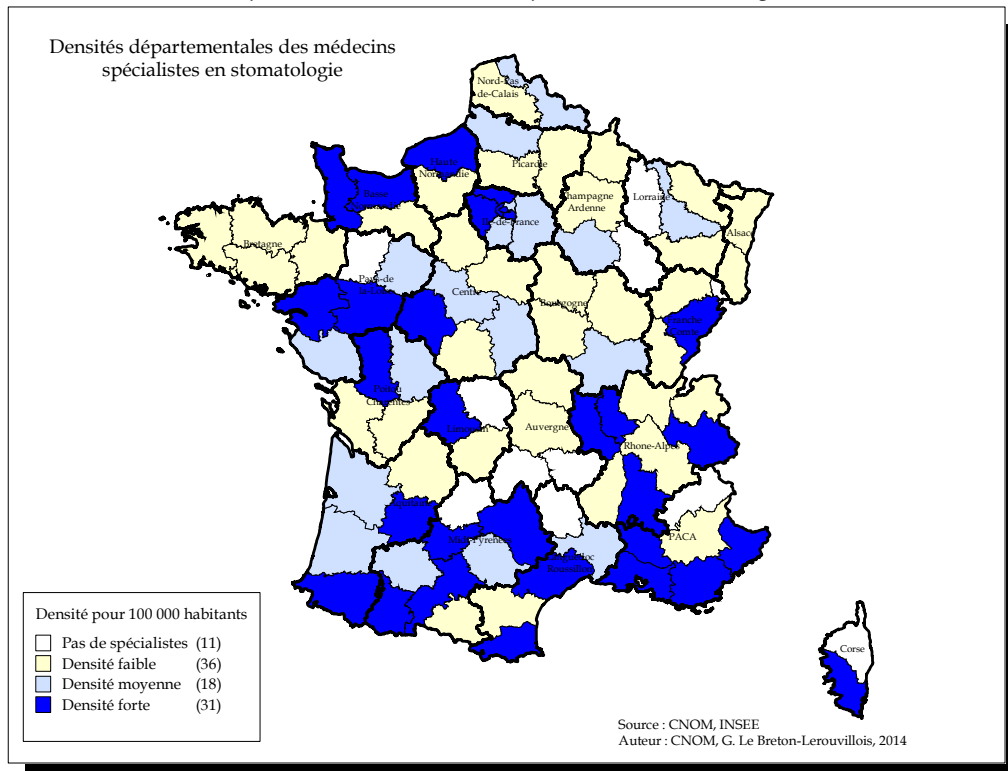 Densités départementales des médecins
spécialistes en stomatologie
Nord-Pas
de-Calais
Haute
Normandie
Picardie
Basse
Champagne
Ardenne
Lorraine
Ile-de-France
Alsace
Bretagne
Pays-de
la-Loire
Centre
Bourgogne
Franche
Comté
Poitou
Charentes
Limousin
Auvergne
Rhone-Alpes
Aquitaine
Midi-Pyrénées
PACA
Languedoc
Roussillon
Corse
Densité pour 100 000 habitants
Pas de spécialistes (11)
Densité faible (36)
Densité moyenne (18)
Densité forte (31)
Source : CNOM, INSEE
Auteur : CNOM, G. Le Breton-Lerouvillois, 2014